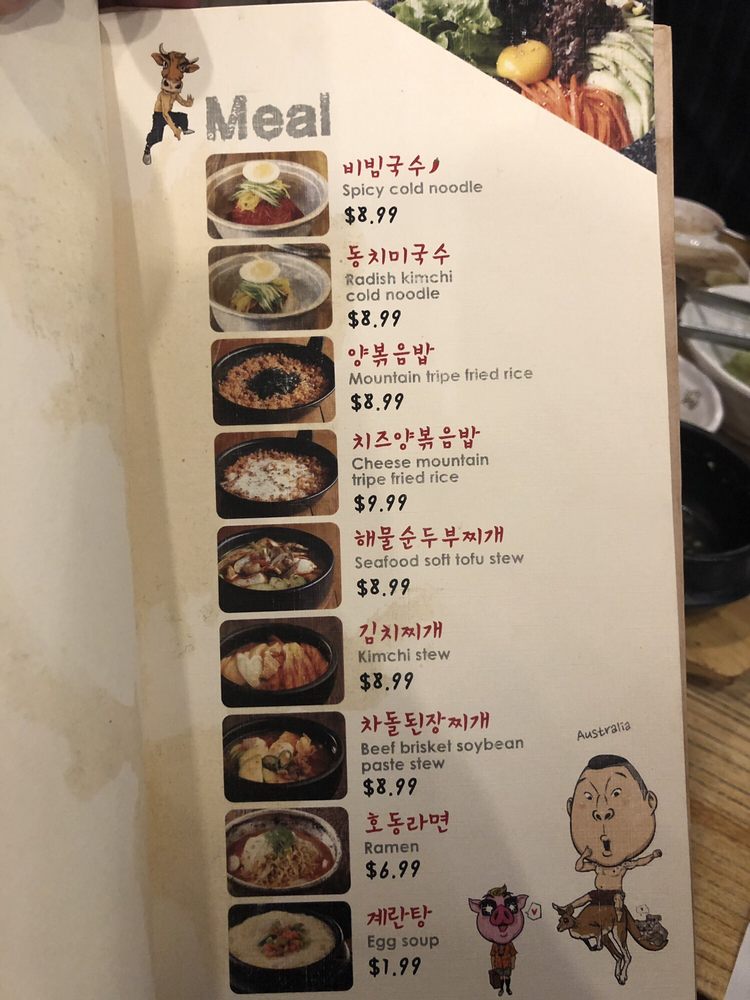 Meal
비빔국수
Spicy cold noodle
$8.99
동치미국수
Radish kimchi
cold noodle
$8.99
양볶음밥
Mountain tripe fried rice
$8.99
치즈양볶음밥
Cheese mountain
tripe fried rice
$9.99
해물순두부찌개
Seafood soft tofu stew
$8.99
김치찌개
Kimchi stew
$8.99
차돌된장찌개
Beef brisket soybean
paste stew
$8.99
호동라면
Ramen
$6.99
계란탕
Egg soup
$1.99
Australia